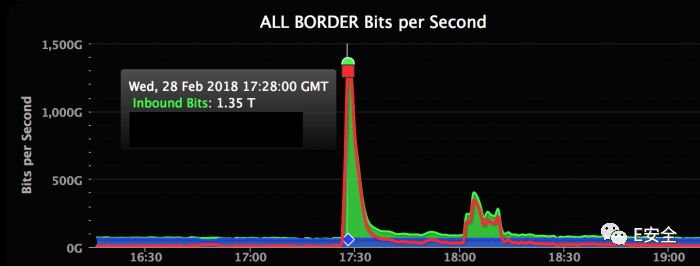 ALL BORDER Bits per Second
1,500G
Wed, 28 Feb 2018 17:28:00 GMT
Inbound Bits: 1.35 T
1,000G
Bits per Second
500G
0G
E安全
16:30
17:00
17:30
18:00
18:30
19:00